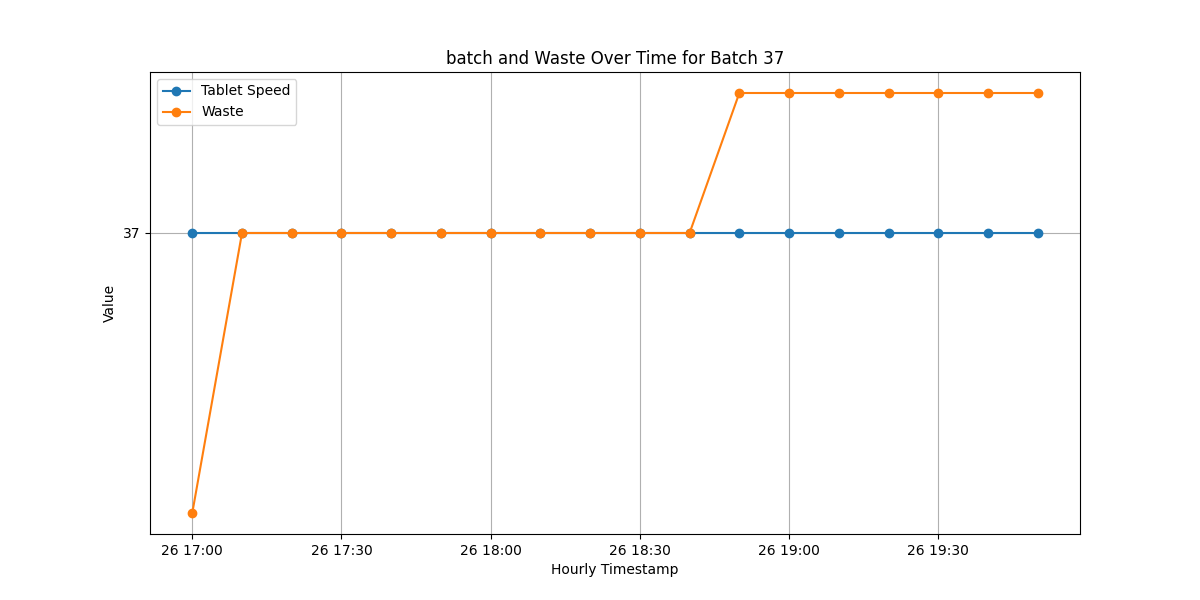 batch and Waste Over Time for Batch 37
Tablet Speed
Waste
37
Value
26 17:00
26 17:30
26 18:00
26 18:30
26 19:00
26 19:30
Hourly Timestamp